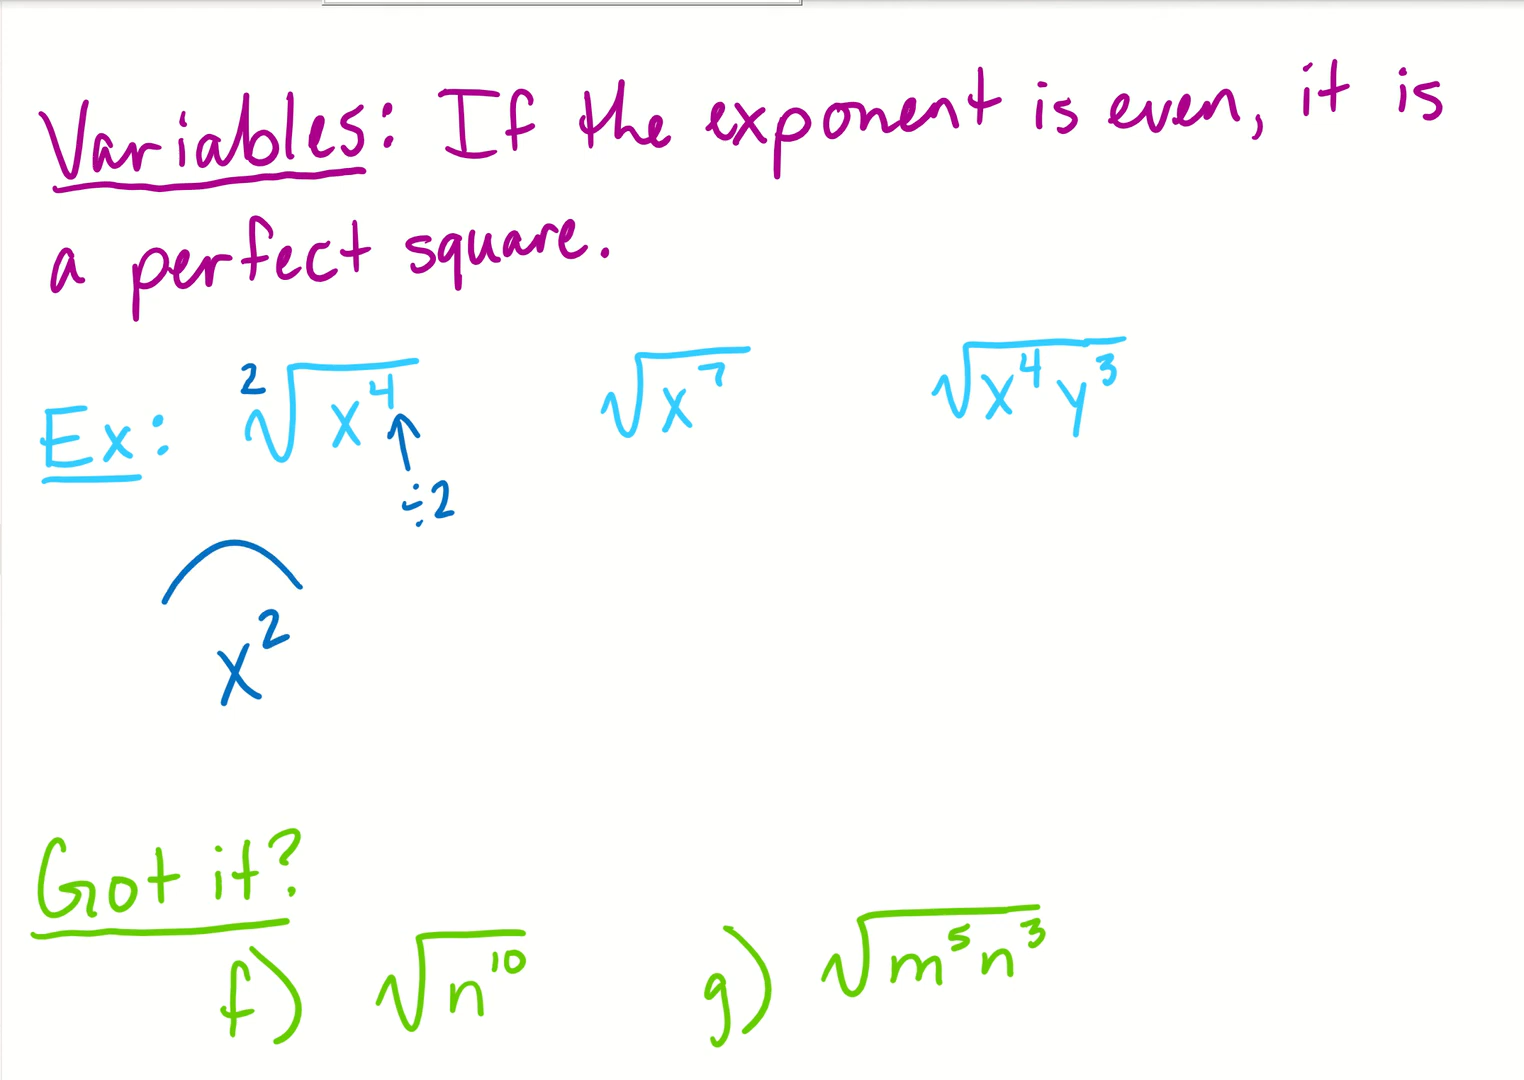 Variables: If the exponent is even, it is
a perfect square.
Ex: ²√x⁴ √x⁷ √x⁴y³
÷2
x²
Got it?
f) √n¹⁰ g) √m⁵n³